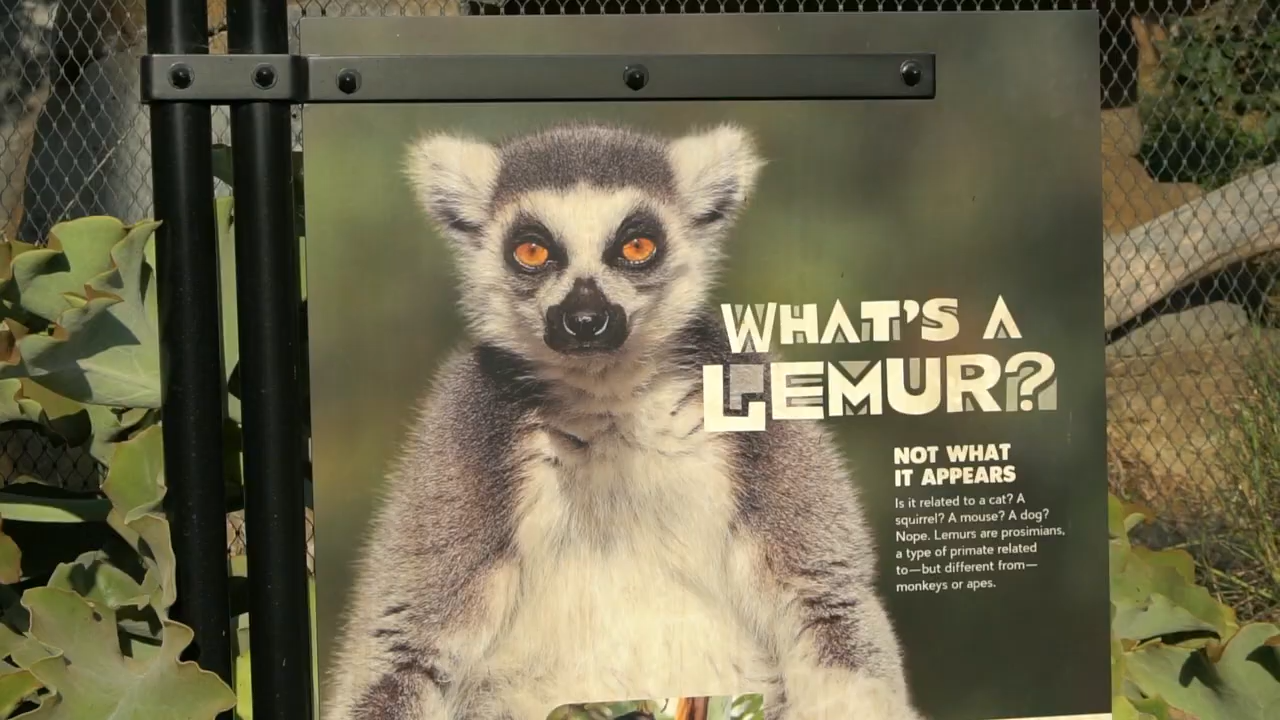 WHAT'S A
LEMUR?
NOT WHAT
IT APPEARS
Is it related to a cat? A
squirrel? A mouse? A dog?
Nope. Lemurs are prosimians,
a type of primate related
to—but different from—
monkeys or apes.